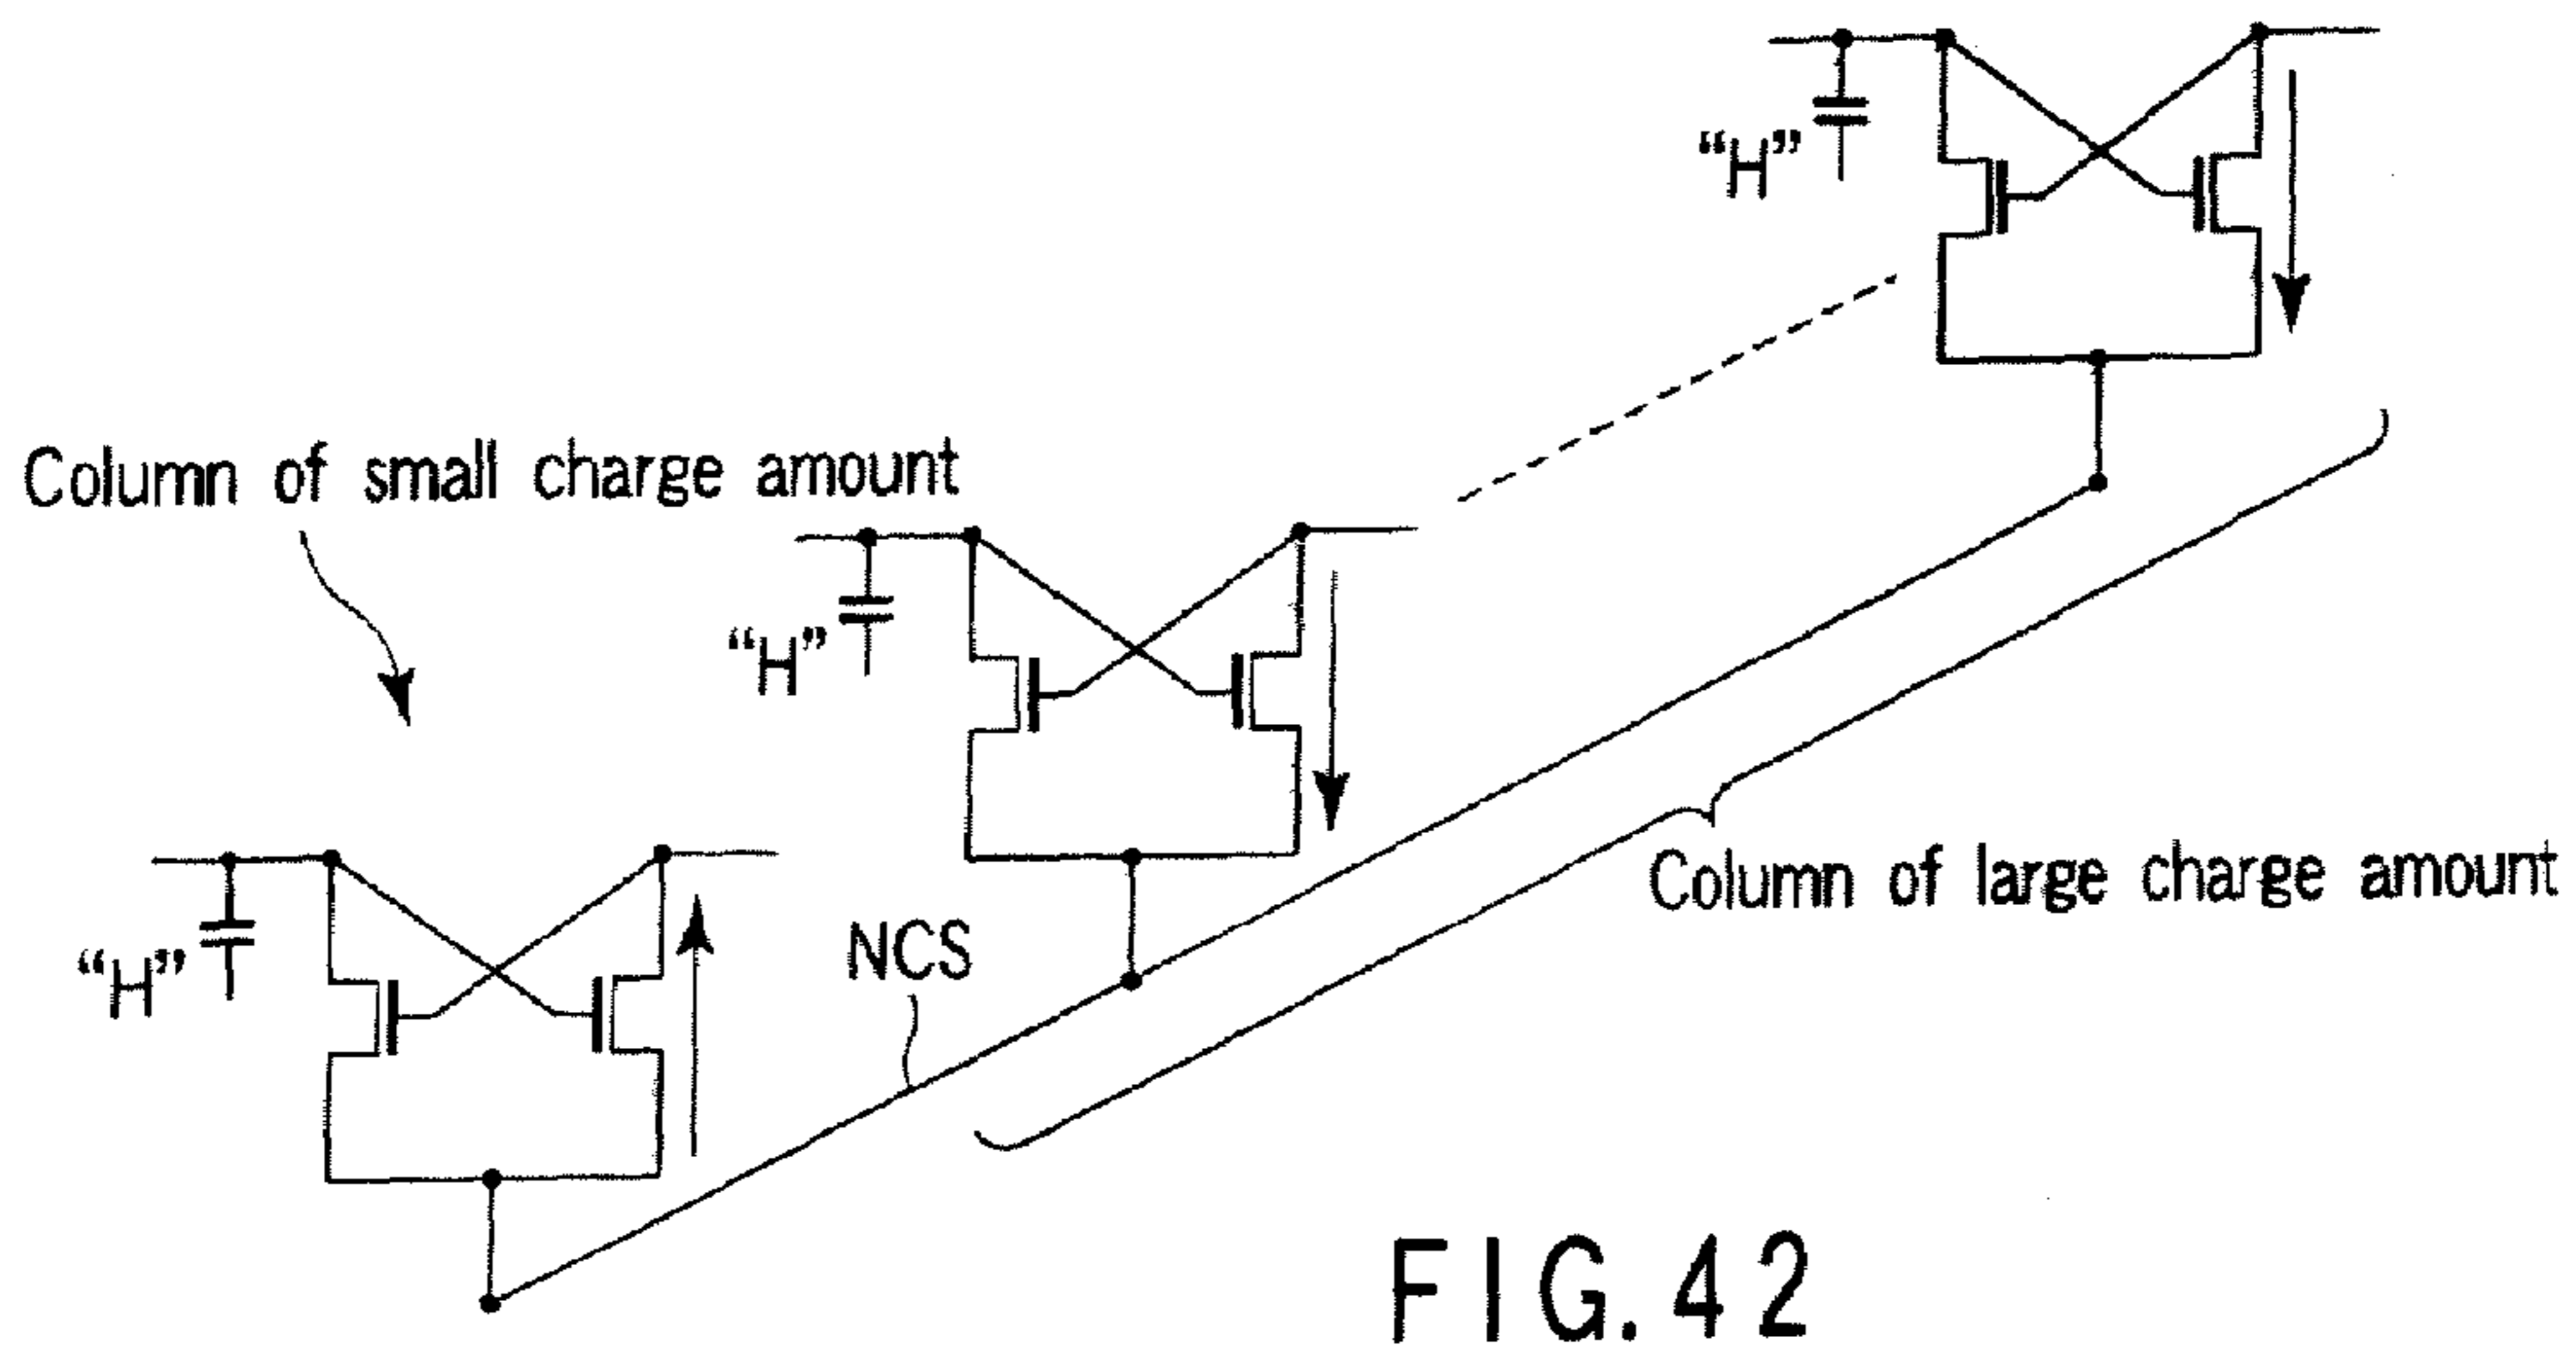 "H"
Column of small charge amount
"H"
"H"
NCS
Column of large charge amount
FIG.42